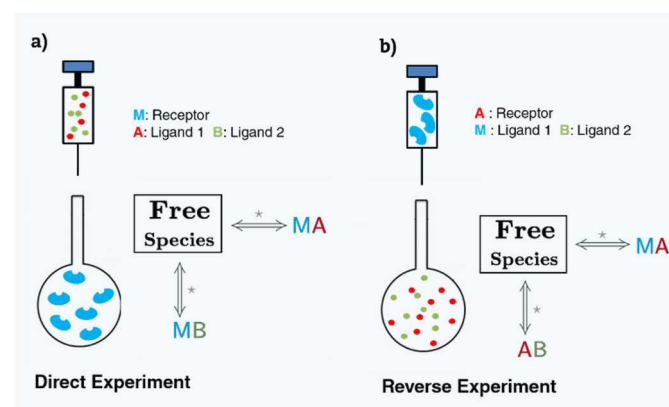 a)
M: Receptor
A: Ligand 1 B: Ligand 2
Free
Species
* MA
*
MB
Direct Experiment
b)
A : Receptor
M : Ligand 1 B: Ligand 2
Free
Species
* MA
*
AB
Reverse Experiment